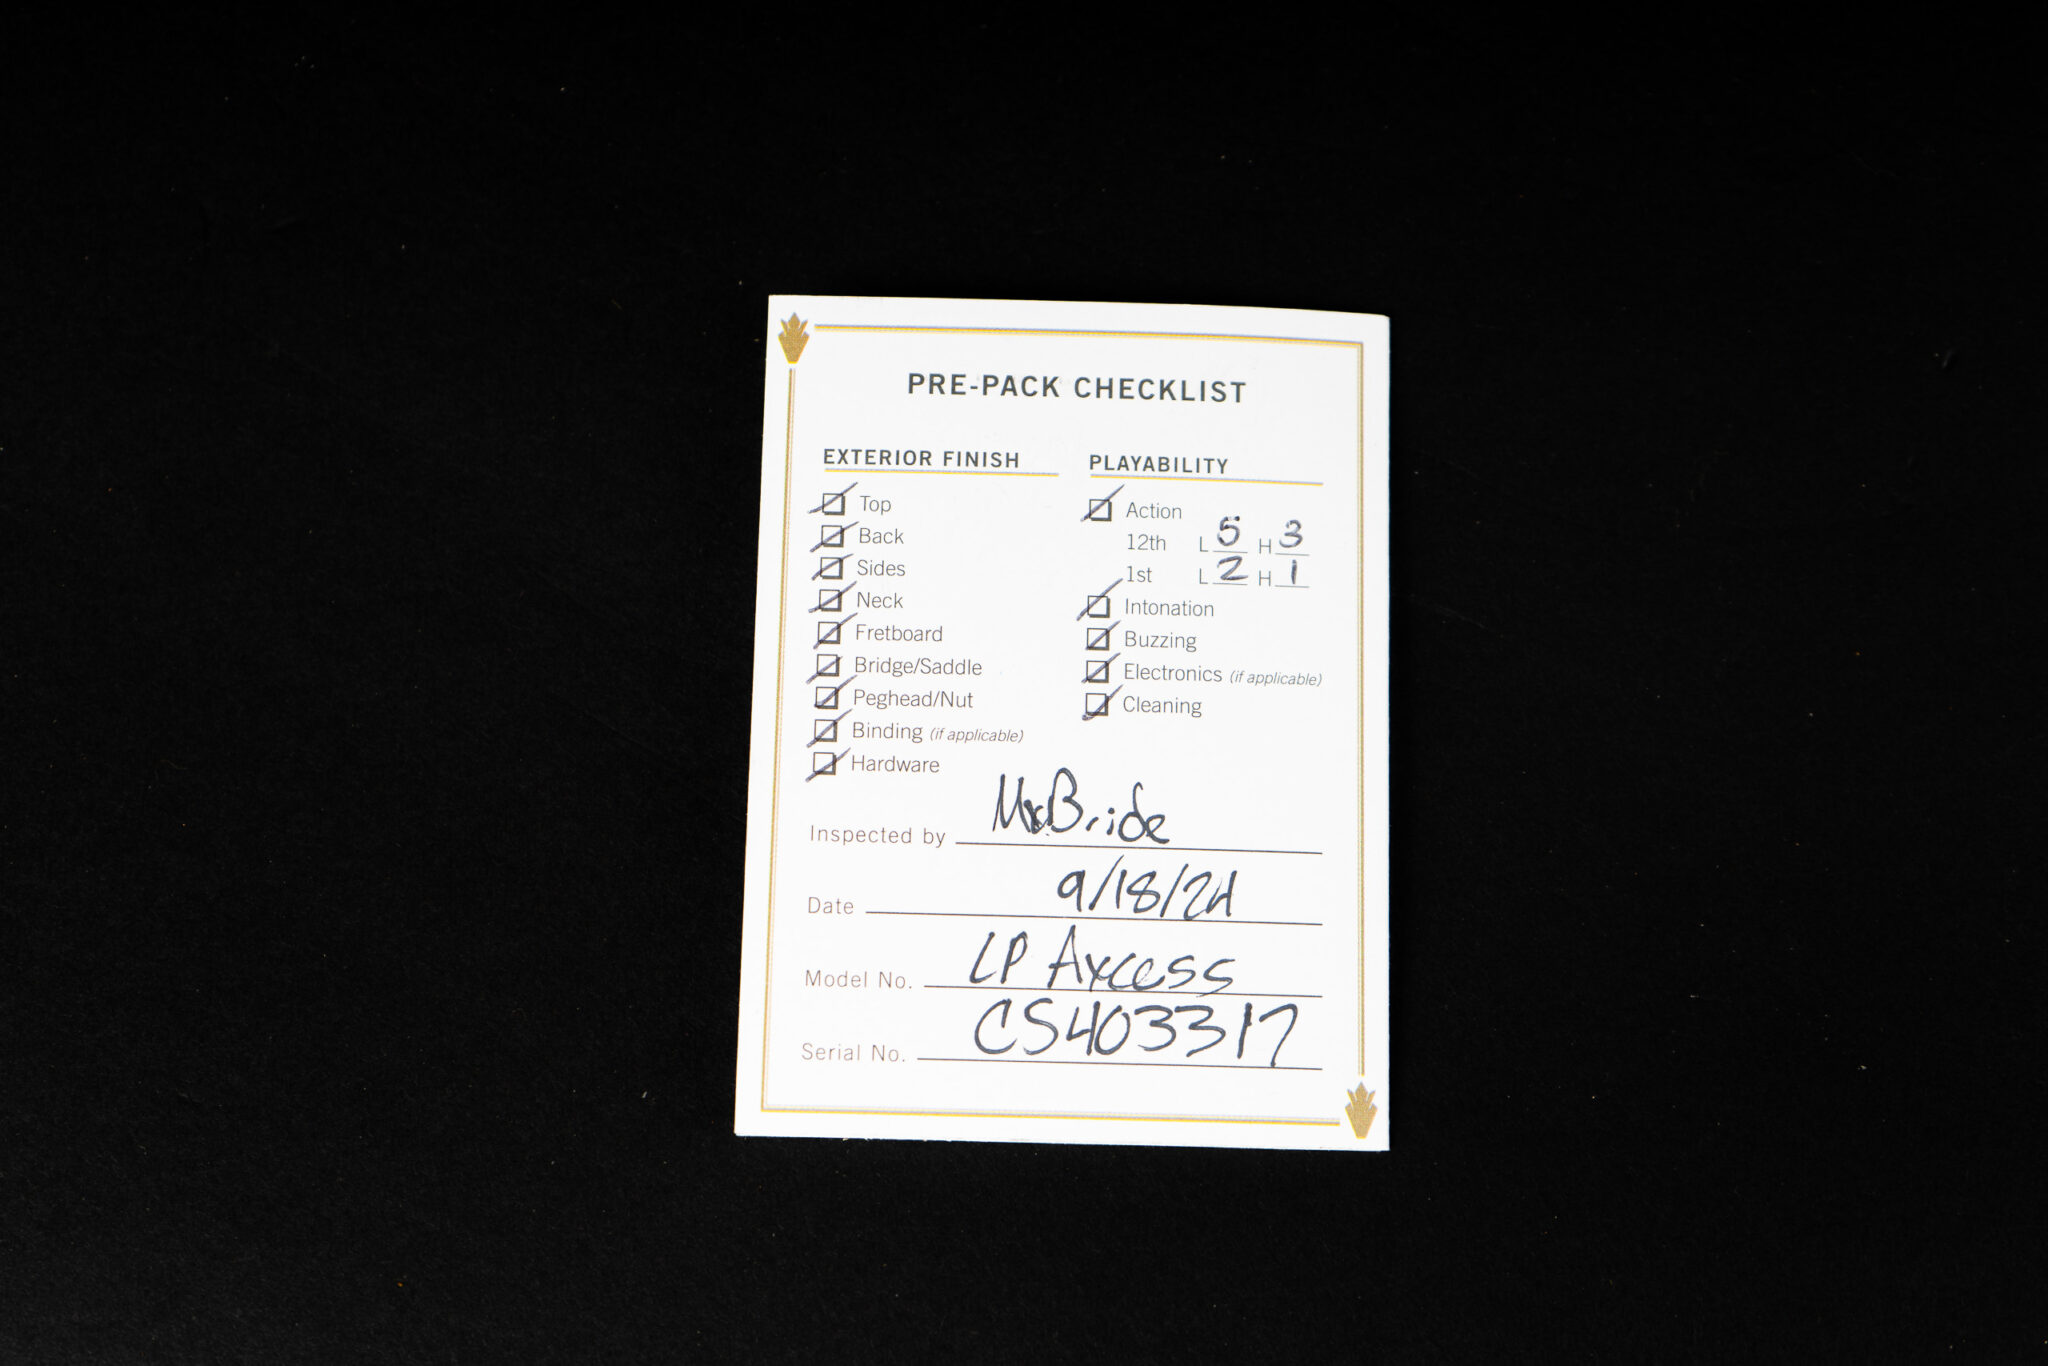 PRE-PACK CHECKLIST
EXTERIOR FINISH
Top
Back
Sides
Neck
Fretboard
Bridge/Saddle
Peghead/Nut
Binding (if applicable)
Hardware
PLAYABILITY
Action
12th L 5 H 3
1st L 2 H 1
Intonation
Buzzing
Electronics (if applicable)
Cleaning
Inspected by McBride
Date 9/18/24
Model No. LP Axcess
Serial No. CS403317